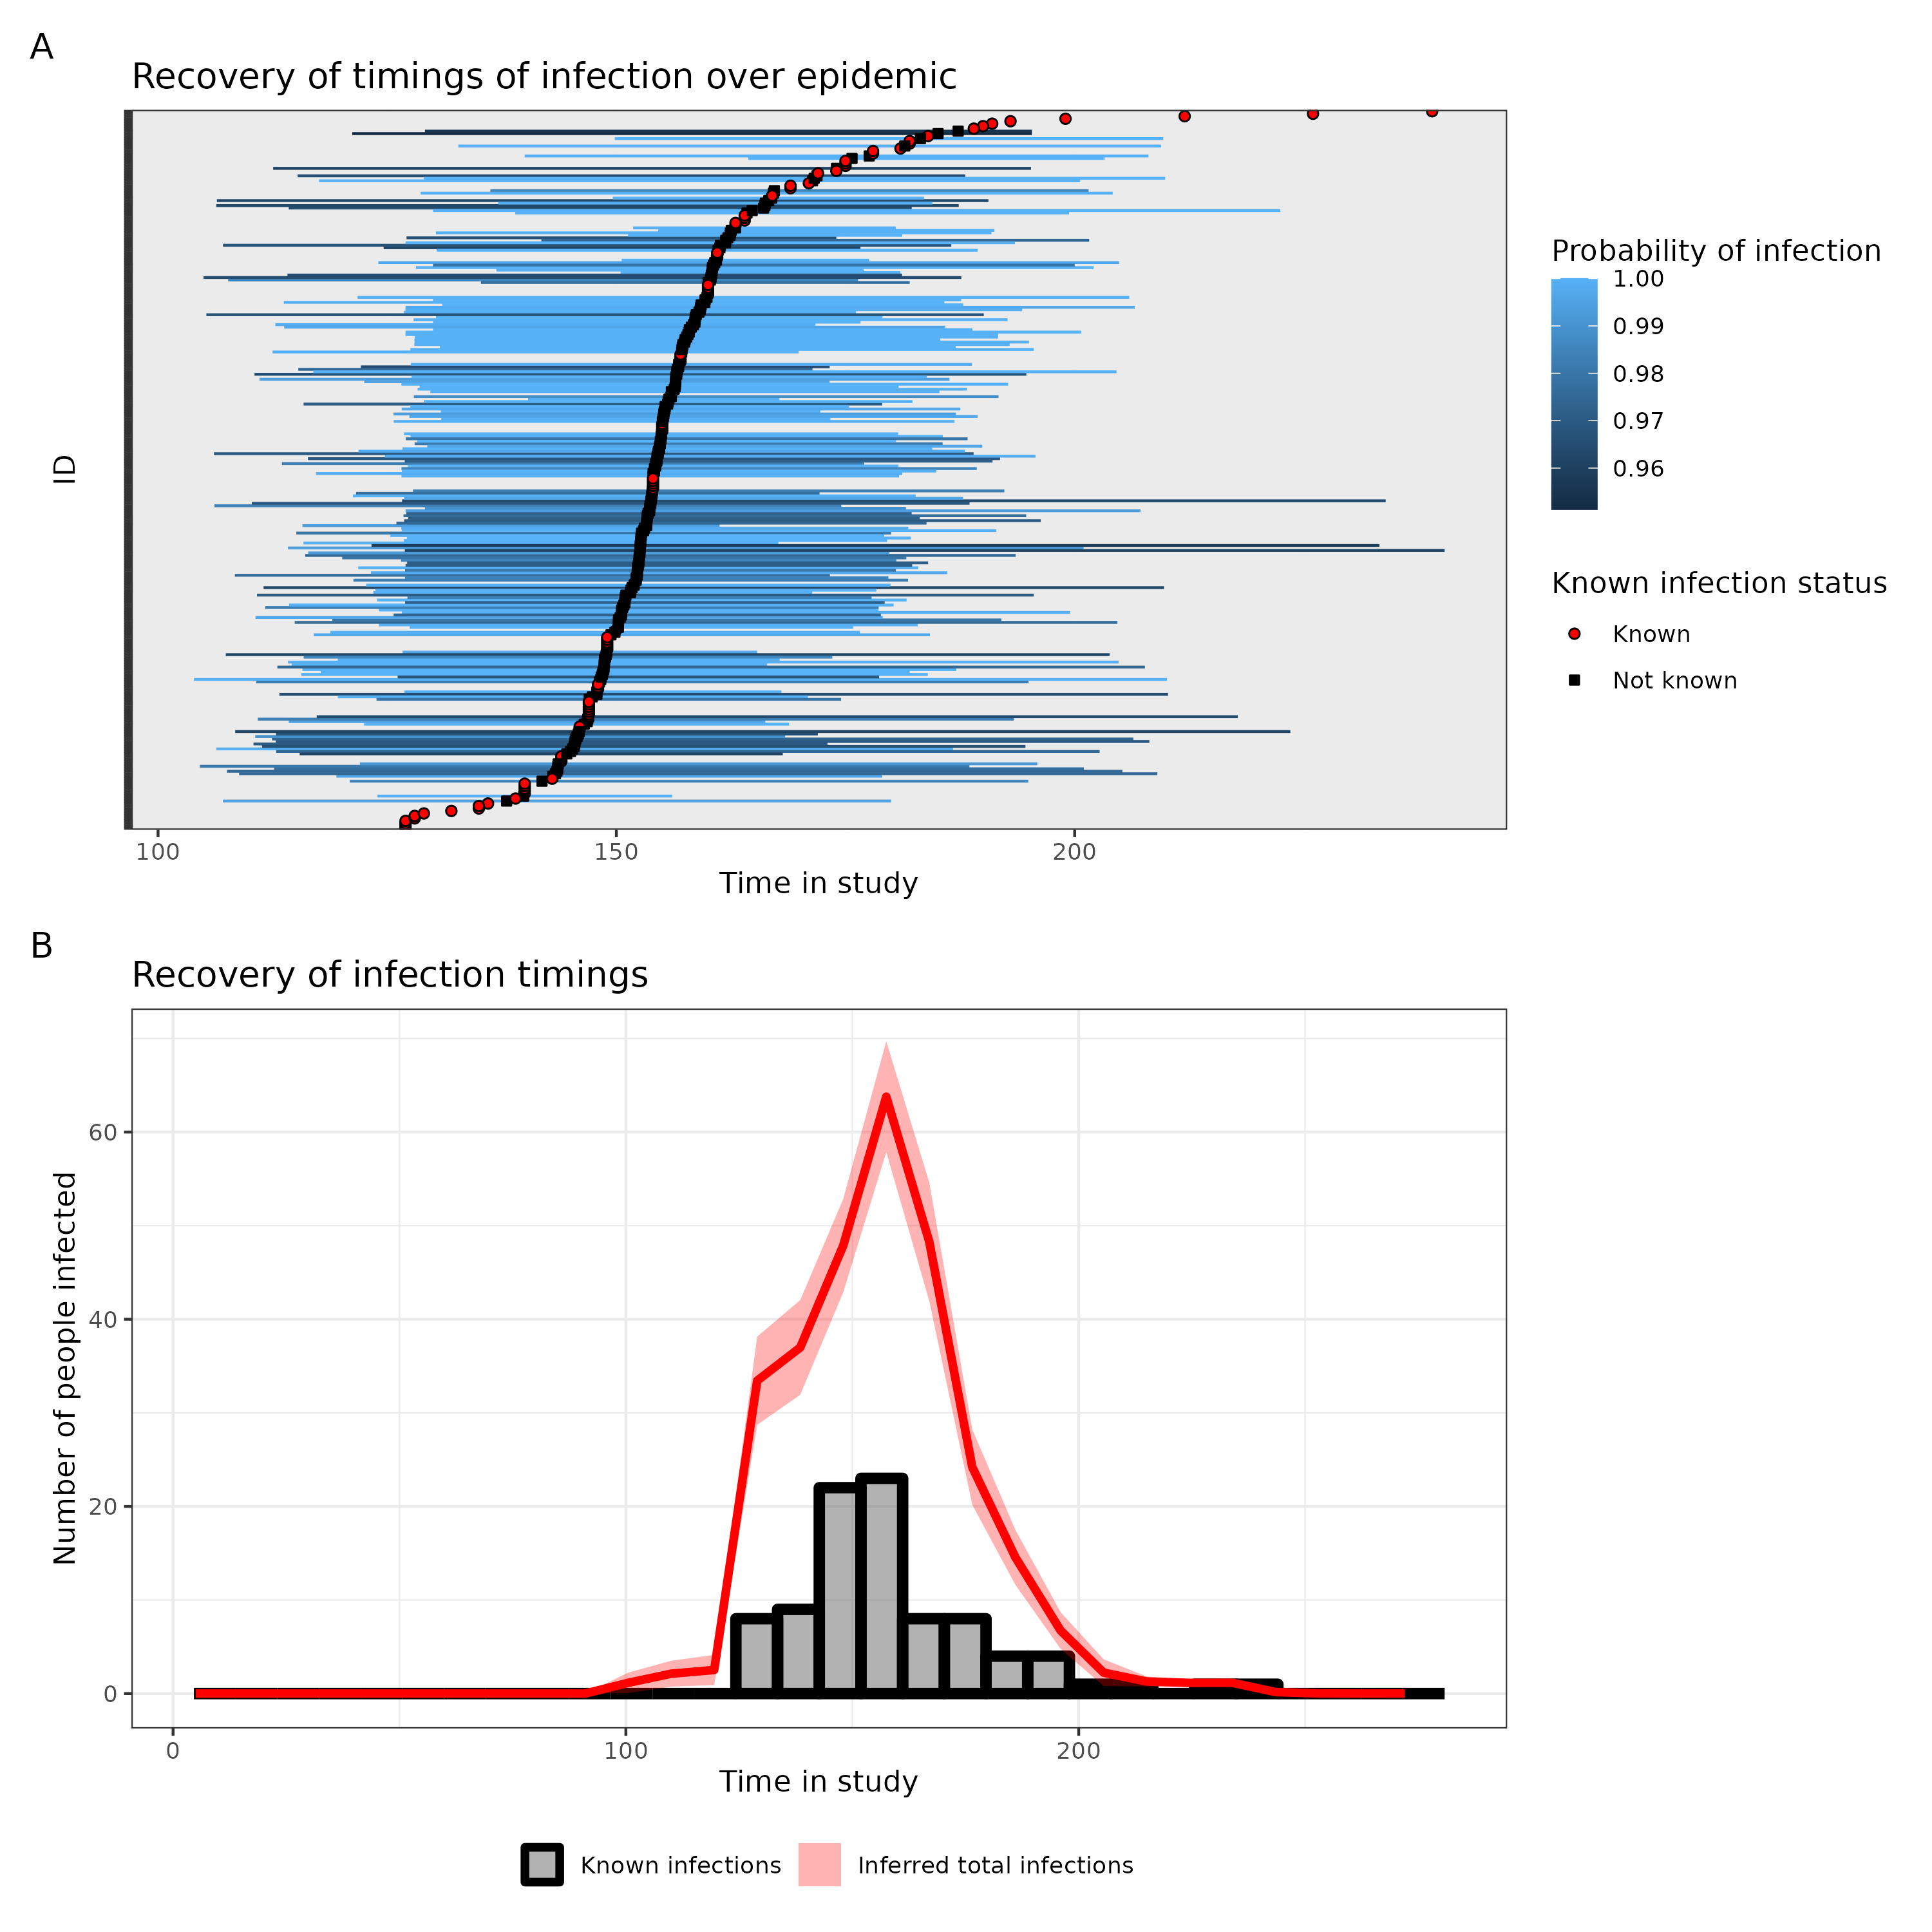 A
Recovery of timings of infection over epidemic
ID
100 150 200
Time in study
Probability of infection
1.00
0.99
0.98
0.97
0.96
Known infection status
Known
Not known
B
Recovery of infection timings
Number of people infected
60
40
20
0
0 100 200
Time in study
Known infections Inferred total infections